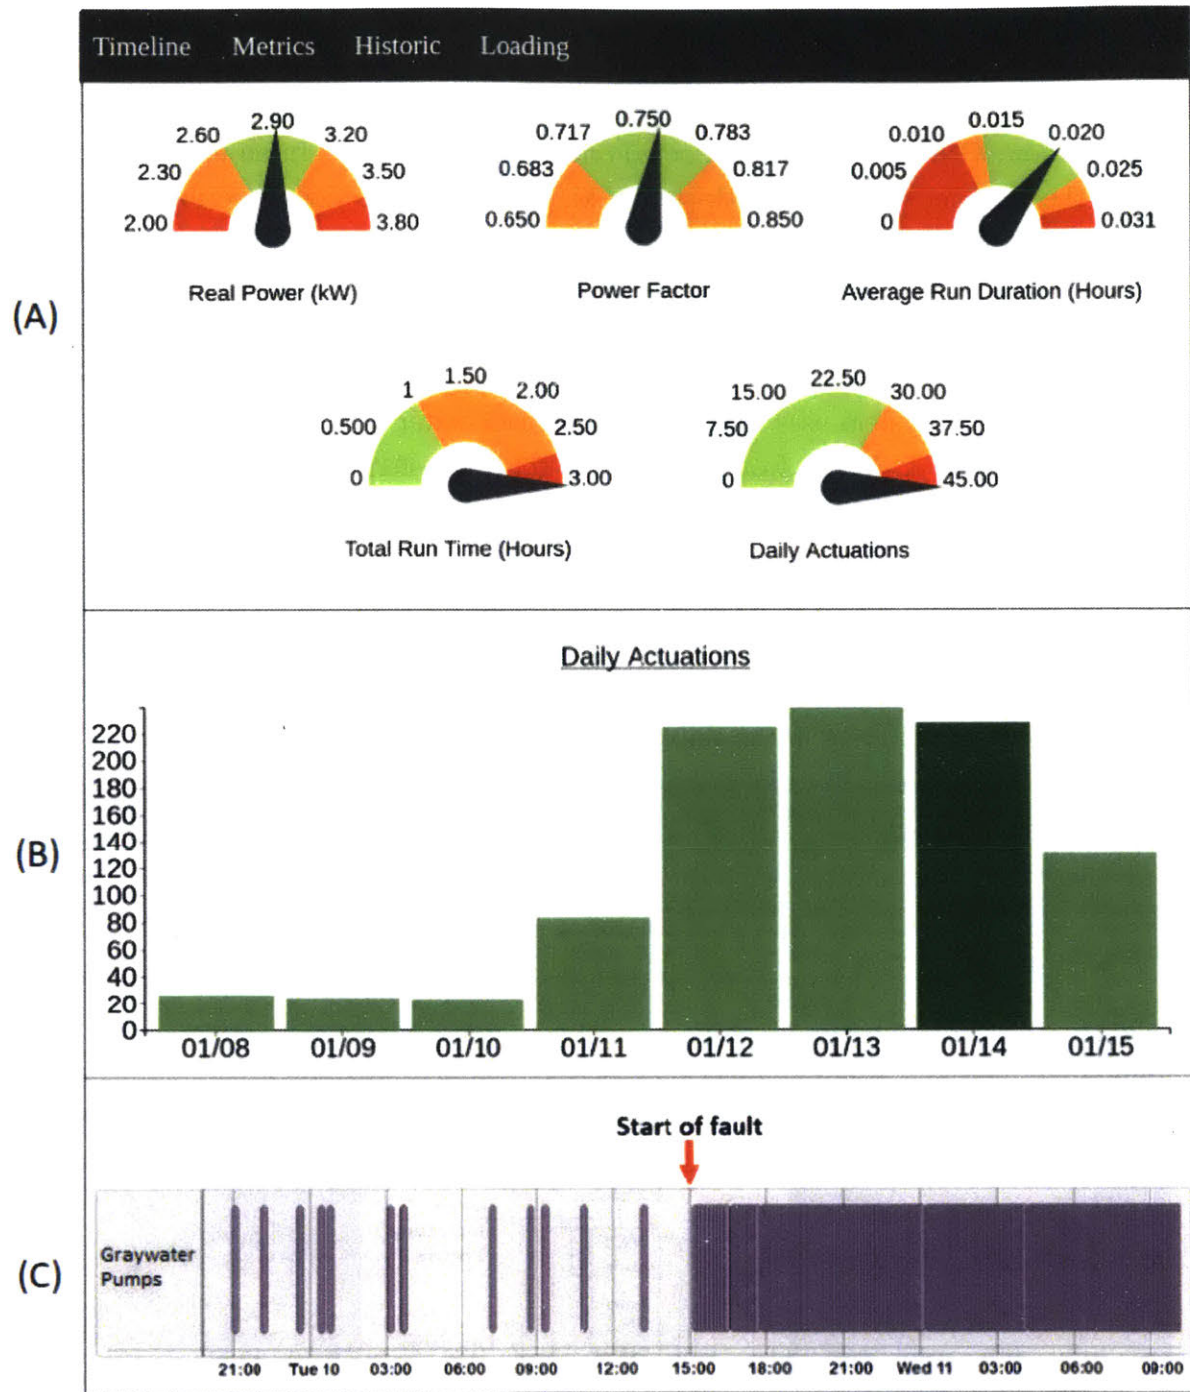 Timeline Metrics Historic Loading
(A)
2.00 2.30 2.60 2.90 3.20 3.50 3.80
Real Power (kW)
0.650 0.683 0.717 0.750 0.783 0.817 0.850
Power Factor
0 0.005 0.010 0.015 0.020 0.025 0.031
Average Run Duration (Hours)
0 0.500 1 1.50 2.00 2.50 3.00
Total Run Time (Hours)
0 7.50 15.00 22.50 30.00 37.50 45.00
Daily Actuations
(B)
Daily Actuations
220
200
180
160
140
120
100
80
60
40
20
0
01/08 01/09 01/10 01/11 01/12 01/13 01/14 01/15
(C)
Start of fault
Graywater
Pumps
21:00 Tue 10 03:00 06:00 09:00 12:00 15:00 18:00 21:00 Wed 11 03:00 06:00 09:00